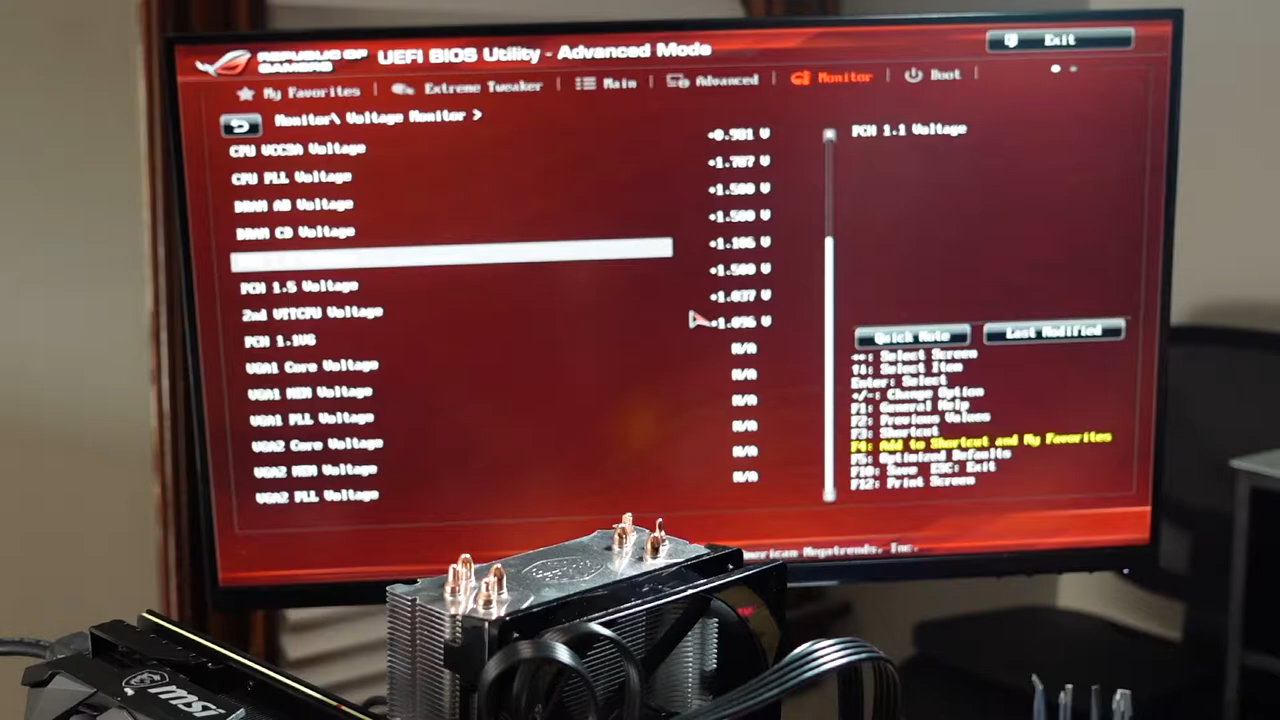 REPUBLIC OF
GAMERS
UEFI BIOS Utility - Advanced Mode
Exit
My Favorites
Extreme Tweaker
Main
Advanced
Monitor
Boot
Monitor\ Voltage Monitor >
CPU VCCSA Voltage +0.981 V
CPU PLL Voltage +1.787 V
DRAM AB Voltage +1.500 V
DRAM CD Voltage +1.500 V
+1.106 V
PCH 1.5 Voltage +1.500 V
2nd VTTCPU Voltage +1.037 V
PCH 1.1VG +1.096 V
VGA1 Core Voltage N/A
VGA1 MEM Voltage N/A
VGA1 PLL Voltage N/A
VGA2 Core Voltage N/A
VGA2 MEM Voltage N/A
VGA2 PLL Voltage N/A
PCH 1.1 Voltage
Quick Note
Last Modified
: Select Screen
↑↓: Select Item
Enter: Select
+/-: Change Option
F1: General Help
F2: Previous Values
F3: Shortcut
F4: Add to Shortcut and My Favorites
F5: Optimized Defaults
F10: Save ESC: Exit
F12: Print Screen
American Megatrends, Inc.
msi